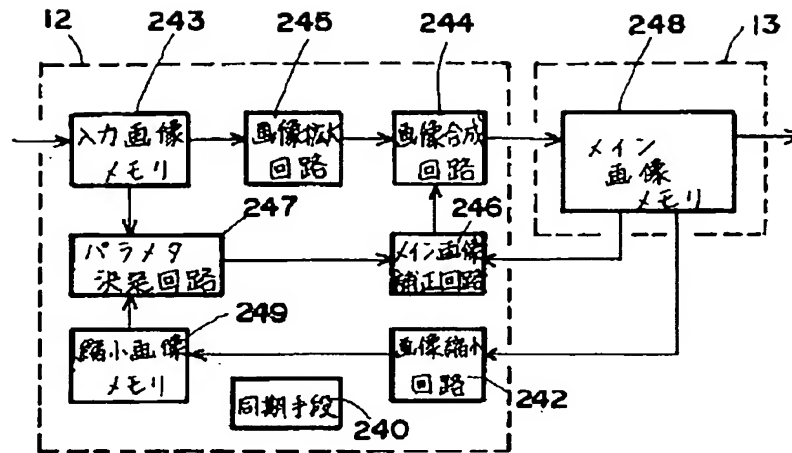 12
243
245
244
248
13
入力画像
メモリ
画像拡大
回路
画像合成
回路
メイン
画像
メモリ
247
246
パラメタ
決定回路
メイン画像
補正回路
249
縮小画像
メモリ
画像縮小
回路
242
同期手段
240